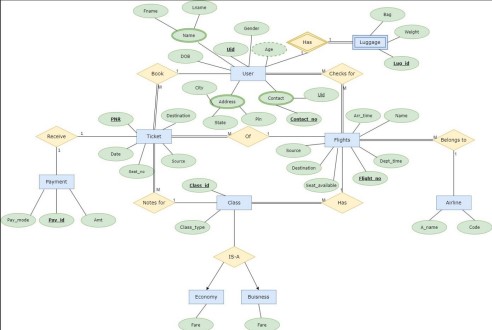 Lname
Fname
Bag
Gender
Name
Has
1
1
Luggage
Weight
Uid
Age
DOB
Lug_id
Book
1
User
M
Checks for
City
Contact
Uid
M
Address
M
State
Pin
Contact_no
Arr_time
Name
PNR
Destination
Receive
1
1
Ticket
M
Of
1
Flights
M
Belongs to
Date
Source
Source
Dept_time
1
Seat_no
Destination
1
Flight_no
Payment
Class_id
Seat_available
M
M
Notes for
1
Class
Has
Airline
Pay_mode
Pay_id
Amt
Class_type
A_name
Code
IS-A
Economy
Business
Fare
Fare